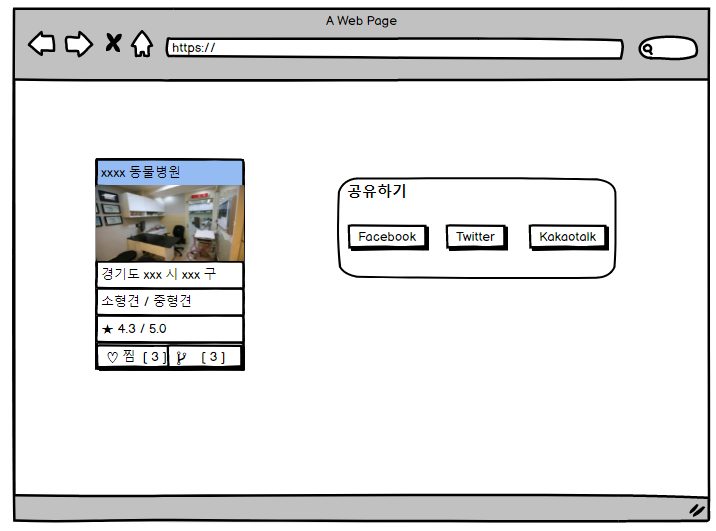 A Web Page
https://
xxxx 동물병원
경기도 xxx 시 xxx 구
소형견 / 중형견
★ 4.3 / 5.0
♡ 찜 [ 3 ] [ 3 ]
공유하기
Facebook Twitter Kakaotalk